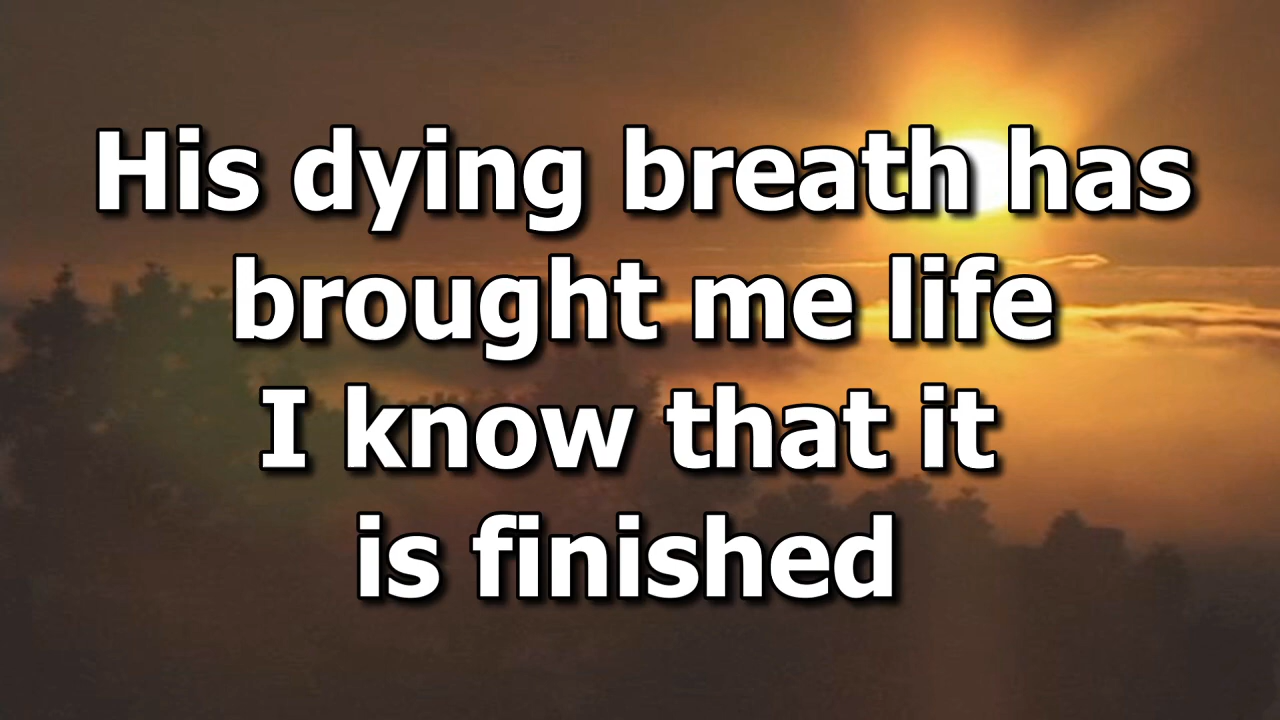 His dying breath has
brought me life
I know that it
is finished